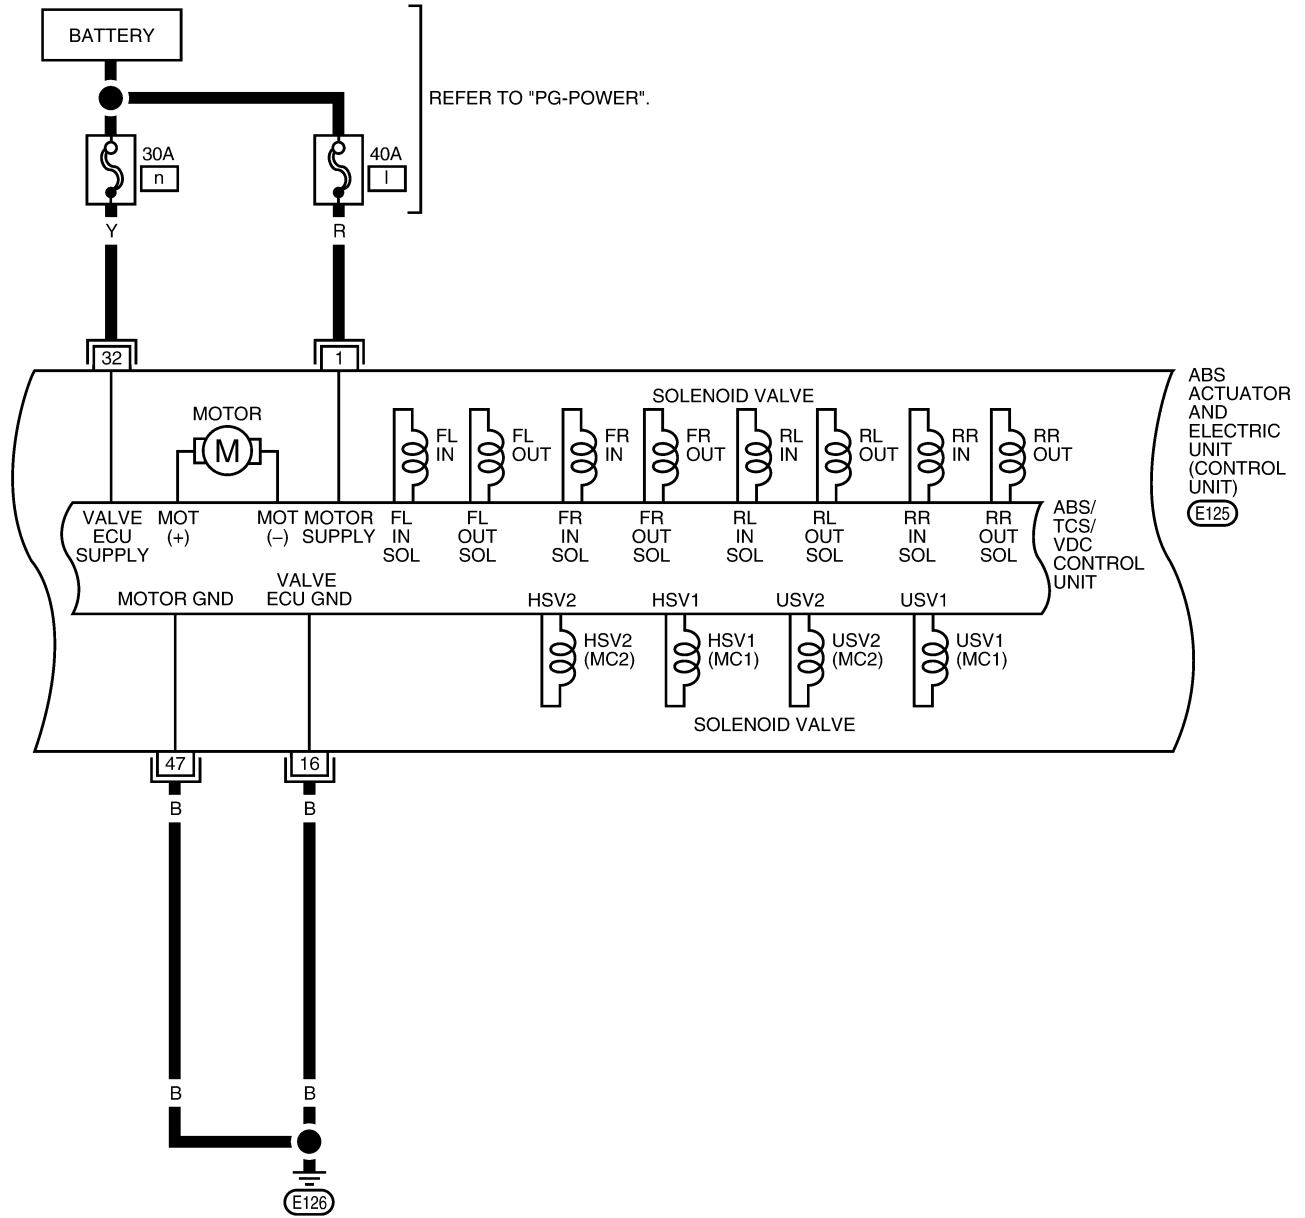 BATTERY
REFER TO "PG-POWER".
30A
n
40A
l
Y
R
32
1
ABS
ACTUATOR
AND
ELECTRIC
UNIT
(CONTROL
UNIT)
E125
SOLENOID VALVE
MOTOR
M
FL
IN
FL
OUT
FR
IN
FR
OUT
RL
IN
RL
OUT
RR
IN
RR
OUT
VALVE
ECU
SUPPLY
MOT
(+)
MOT
(–)
MOTOR
SUPPLY
FL
IN
SOL
FL
OUT
SOL
FR
IN
SOL
FR
OUT
SOL
RL
IN
SOL
RL
OUT
SOL
RR
IN
SOL
RR
OUT
SOL
ABS/
TCS/
VDC
CONTROL
UNIT
MOTOR GND
VALVE
ECU GND
HSV2
HSV1
USV2
USV1
HSV2
(MC2)
HSV1
(MC1)
USV2
(MC2)
USV1
(MC1)
SOLENOID VALVE
47
16
B
B
B
B
E126